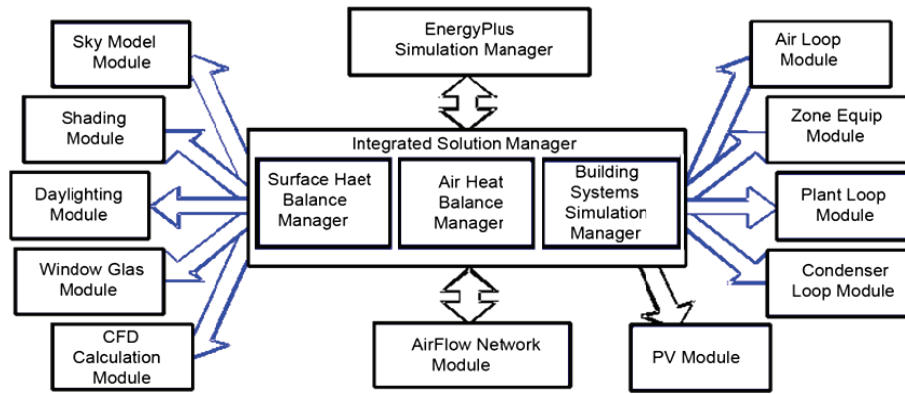 EnergyPlus
Simulation Manager
Sky Model
Module
Shading
Module
Daylighting
Module
Window Glas
Module
CFD
Calculation
Module
Integrated Solution Manager
Surface Haet
Balance
Manager
Air Heat
Balance
Manager
Building
Systems
Simulation
Manager
Air Loop
Module
Zone Equip
Module
Plant Loop
Module
Condenser
Loop Module
AirFlow Network
Module
PV Module